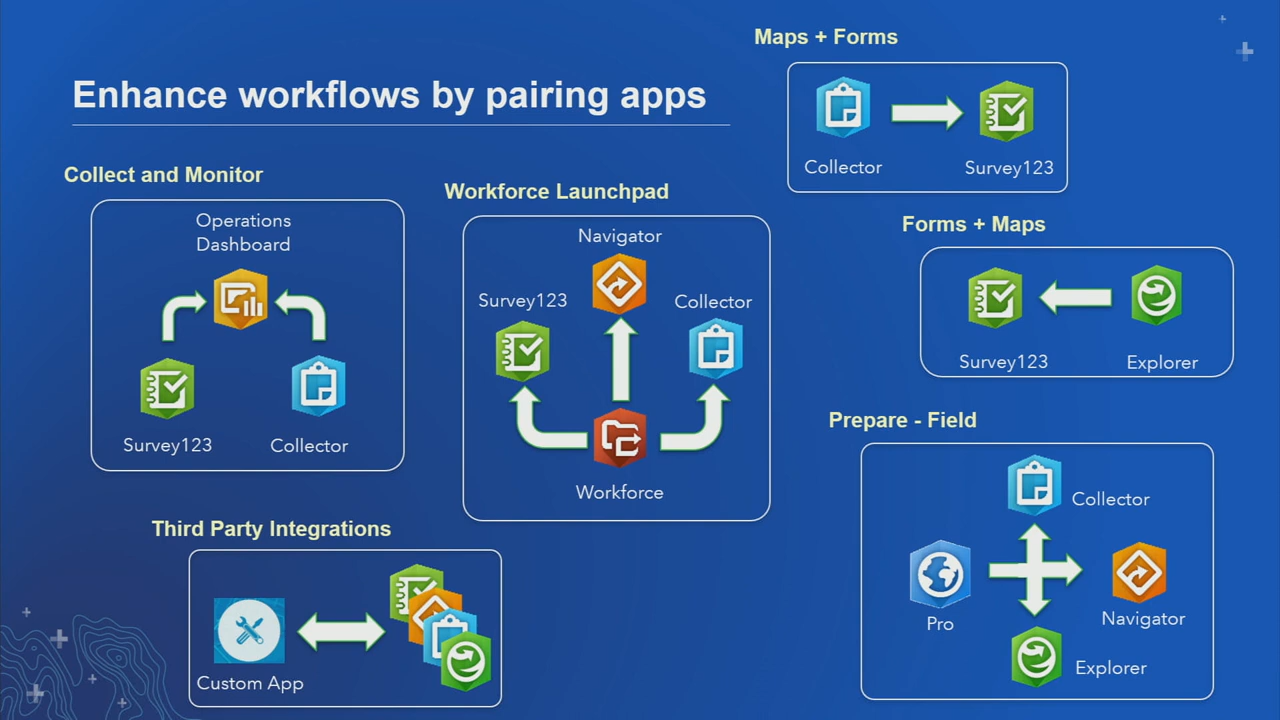 Enhance workflows by pairing apps
Collect and Monitor
Operations
Dashboard
Survey123
Collector
Workforce Launchpad
Navigator
Survey123
Collector
Workforce
Maps + Forms
Collector
Survey123
Forms + Maps
Survey123
Explorer
Prepare - Field
Collector
Pro
Navigator
Explorer
Third Party Integrations
Custom App